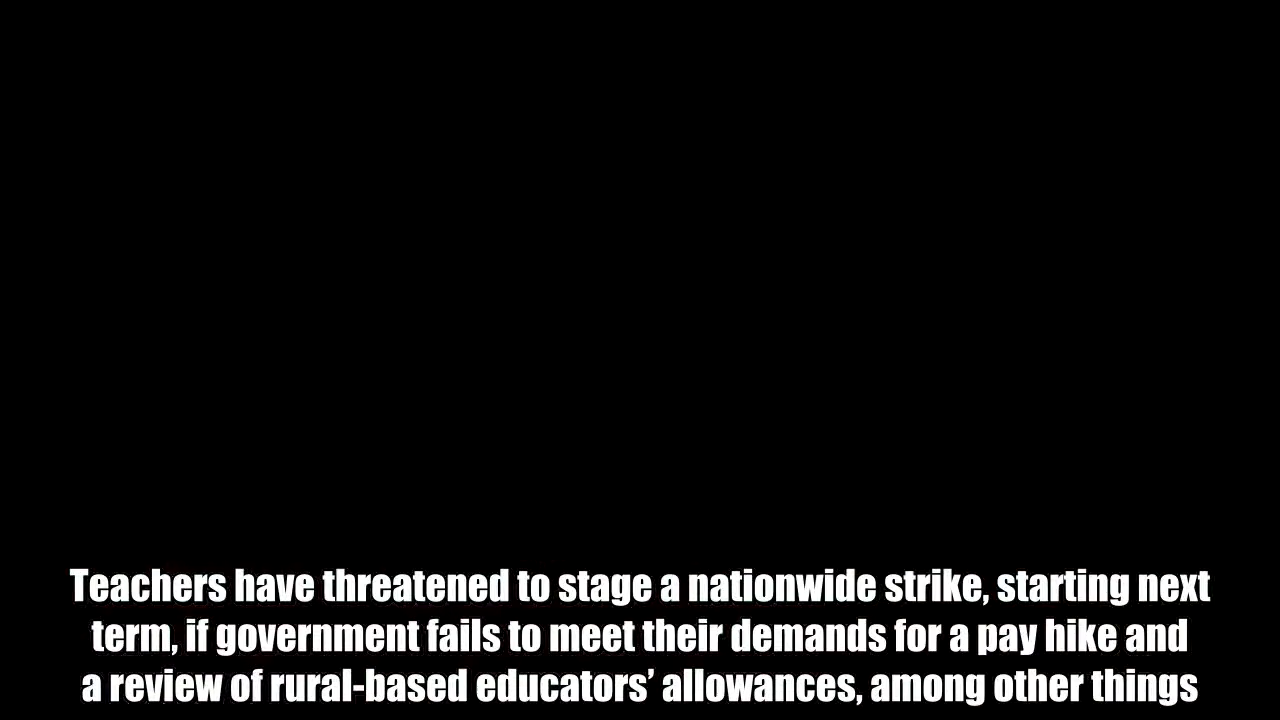 Teachers have threatened to stage a nationwide strike, starting next
term, if government fails to meet their demands for a pay hike and
a review of rural-based educators’ allowances, among other things